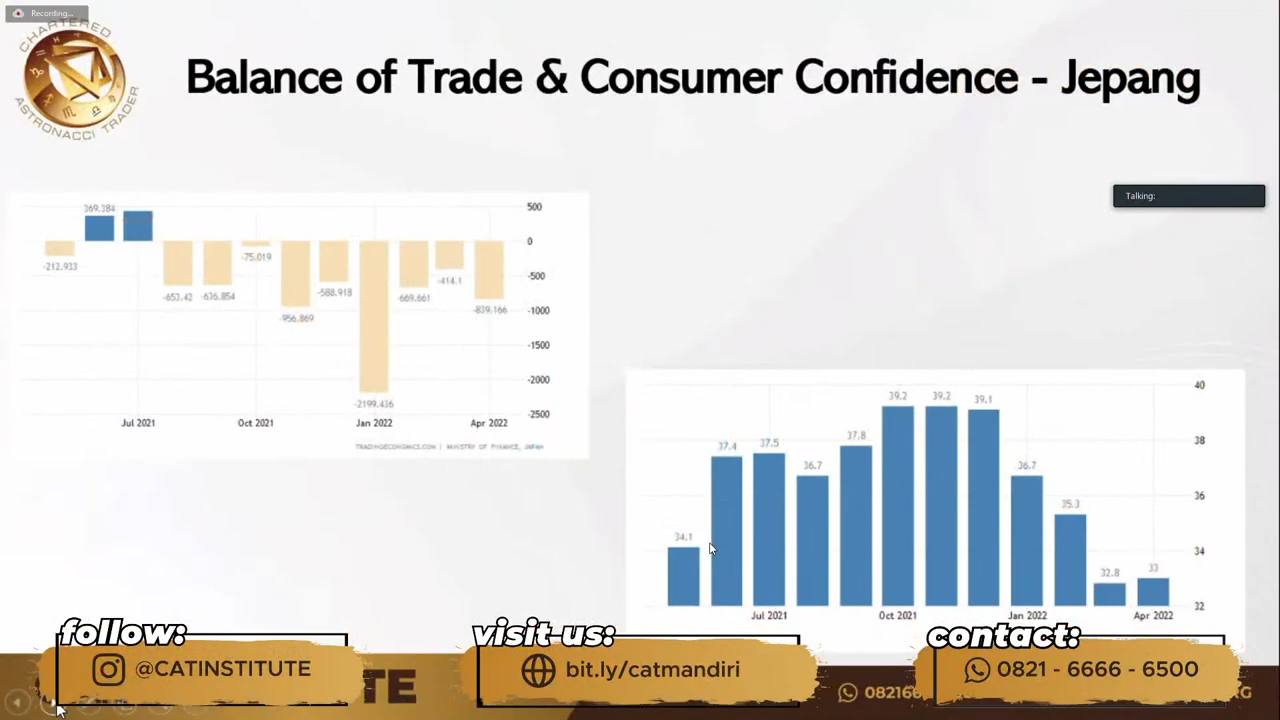 Recording...
CHARTERED
ASTRONACCI TRADER
Balance of Trade & Consumer Confidence - Jepang
Talking:
369.384
-212.933
-653.42
-636.854
-75.019
-956.869
-588.918
-2199.436
-669.661
-414.1
-839.166
500
0
-500
-1000
-1500
-2000
-2500
Jul 2021
Oct 2021
Jan 2022
Apr 2022
TRADINGECONOMICS.COM | MINISTRY OF FINANCE, JAPAN
34.1
37.4
37.5
36.7
37.8
39.2
39.2
39.1
36.7
35.3
32.8
33
40
38
36
34
32
Jul 2021
Oct 2021
Jan 2022
Apr 2022
follow:
@CATINSTITUTE
visit us:
bit.ly/catmandiri
contact:
0821 - 6666 - 6500